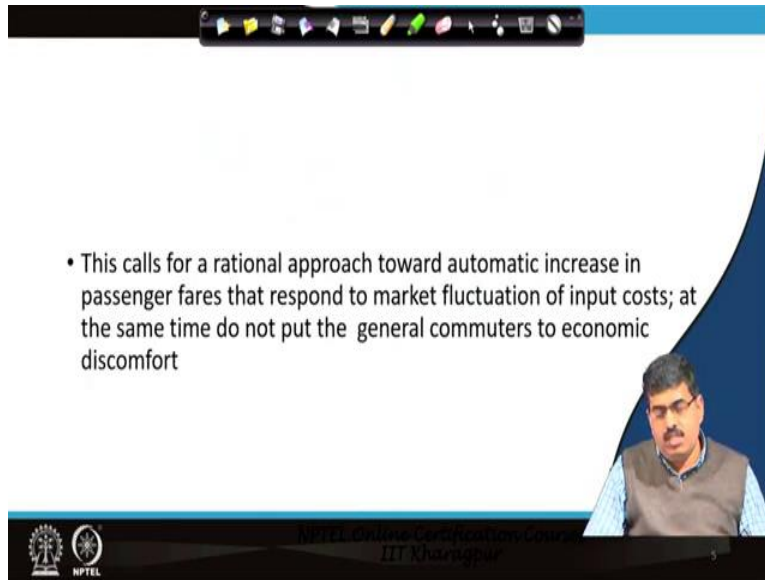 • This calls for a rational approach toward automatic increase in
passenger fares that respond to market fluctuation of input costs; at
the same time do not put the general commuters to economic
discomfort
NPTEL Online Certification Course
IIT Kharagpur
NPTEL
5